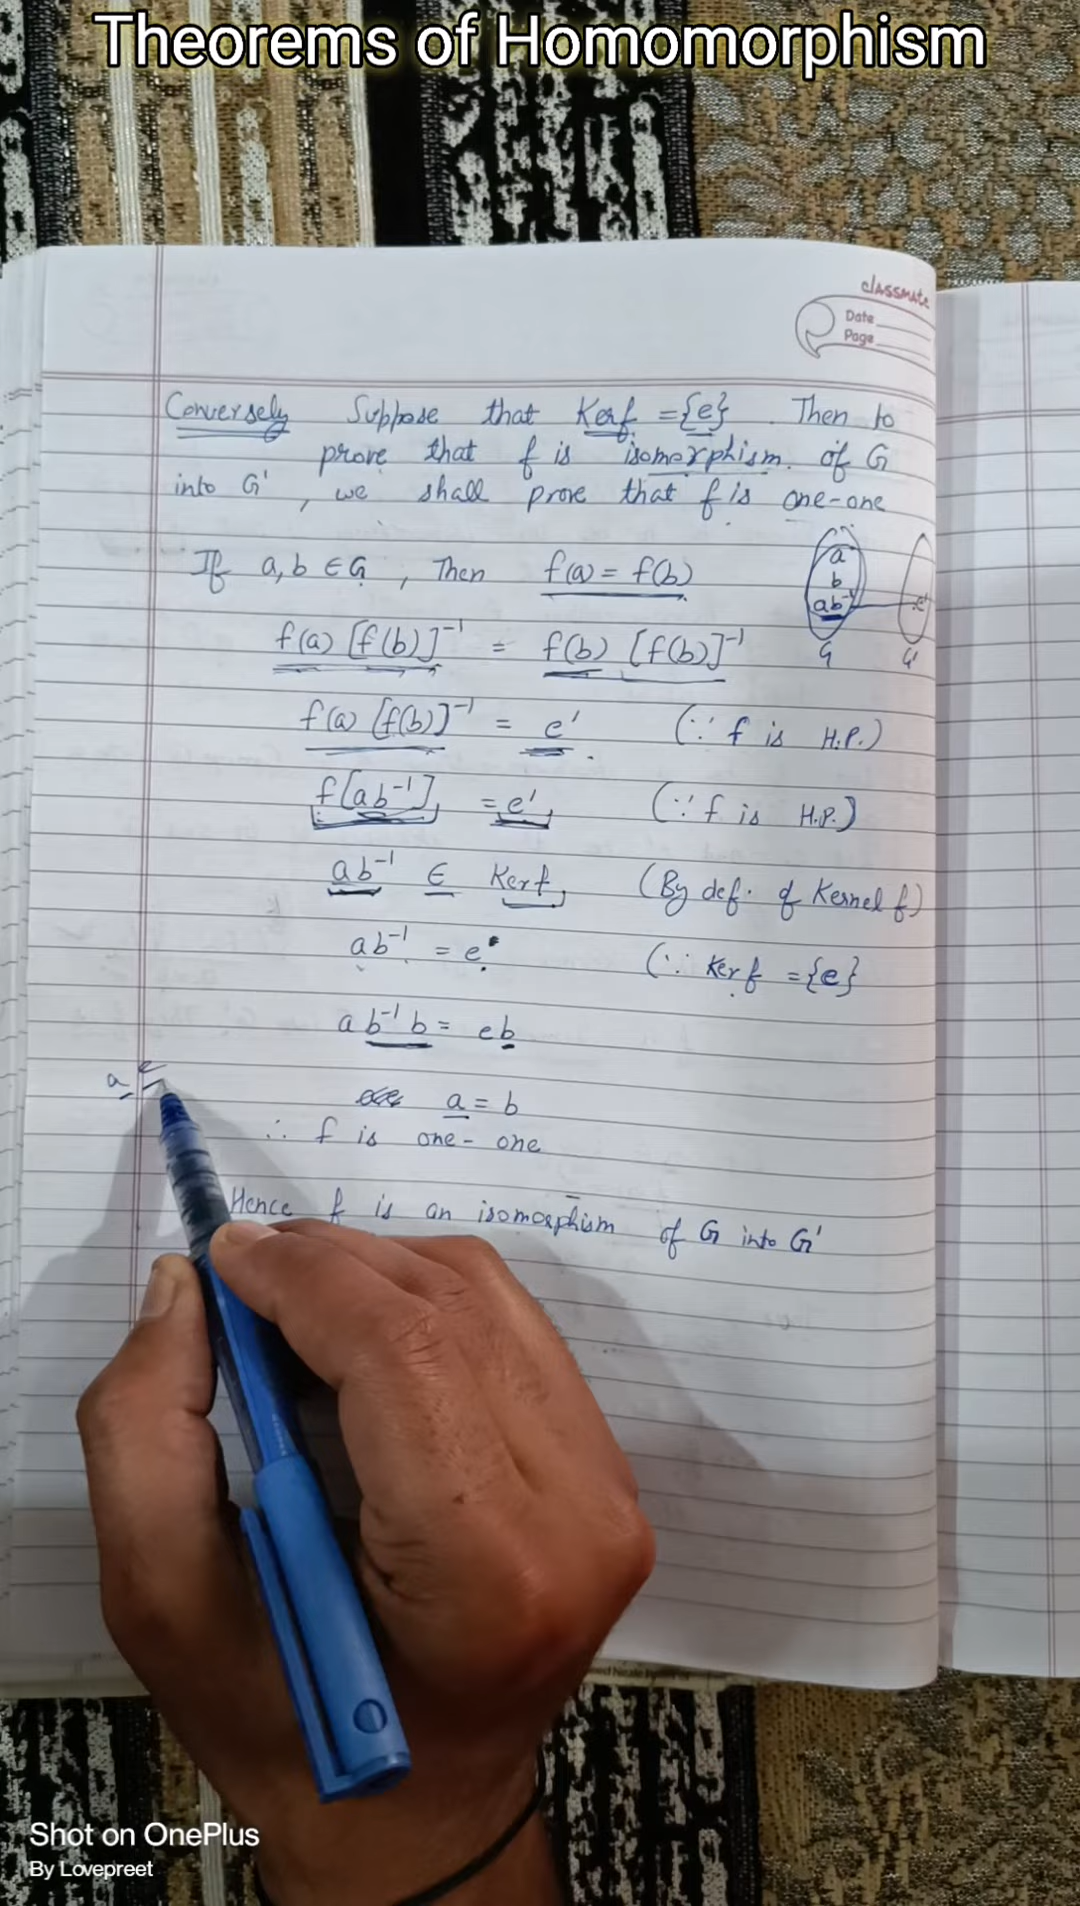 Theorems of Homomorphism
classmate
Date
Page
Conversely Suppose that Kerf = {e}. Then to
prove that f is isomorphism of G
into G', we shall prove that f is one-one
If a, b ∈ G, Then f(a) = f(b)
a
b
ab⁻¹ e'
G G'
f(a) [f(b)]⁻¹ = f(b) [f(b)]⁻¹
f(a) [f(b)]⁻¹ = e' (∵ f is H.P.)
f[ab⁻¹] = e' (∵ f is H.P.)
ab⁻¹ ∈ Kerf (By def. of Kernel f)
ab⁻¹ = e (∵ Kerf = {e}
ab⁻¹b = eb
a e
a = b
∴ f is one-one
Hence f is an isomorphism of G into G'
Shot on OnePlus
By Lovepreet